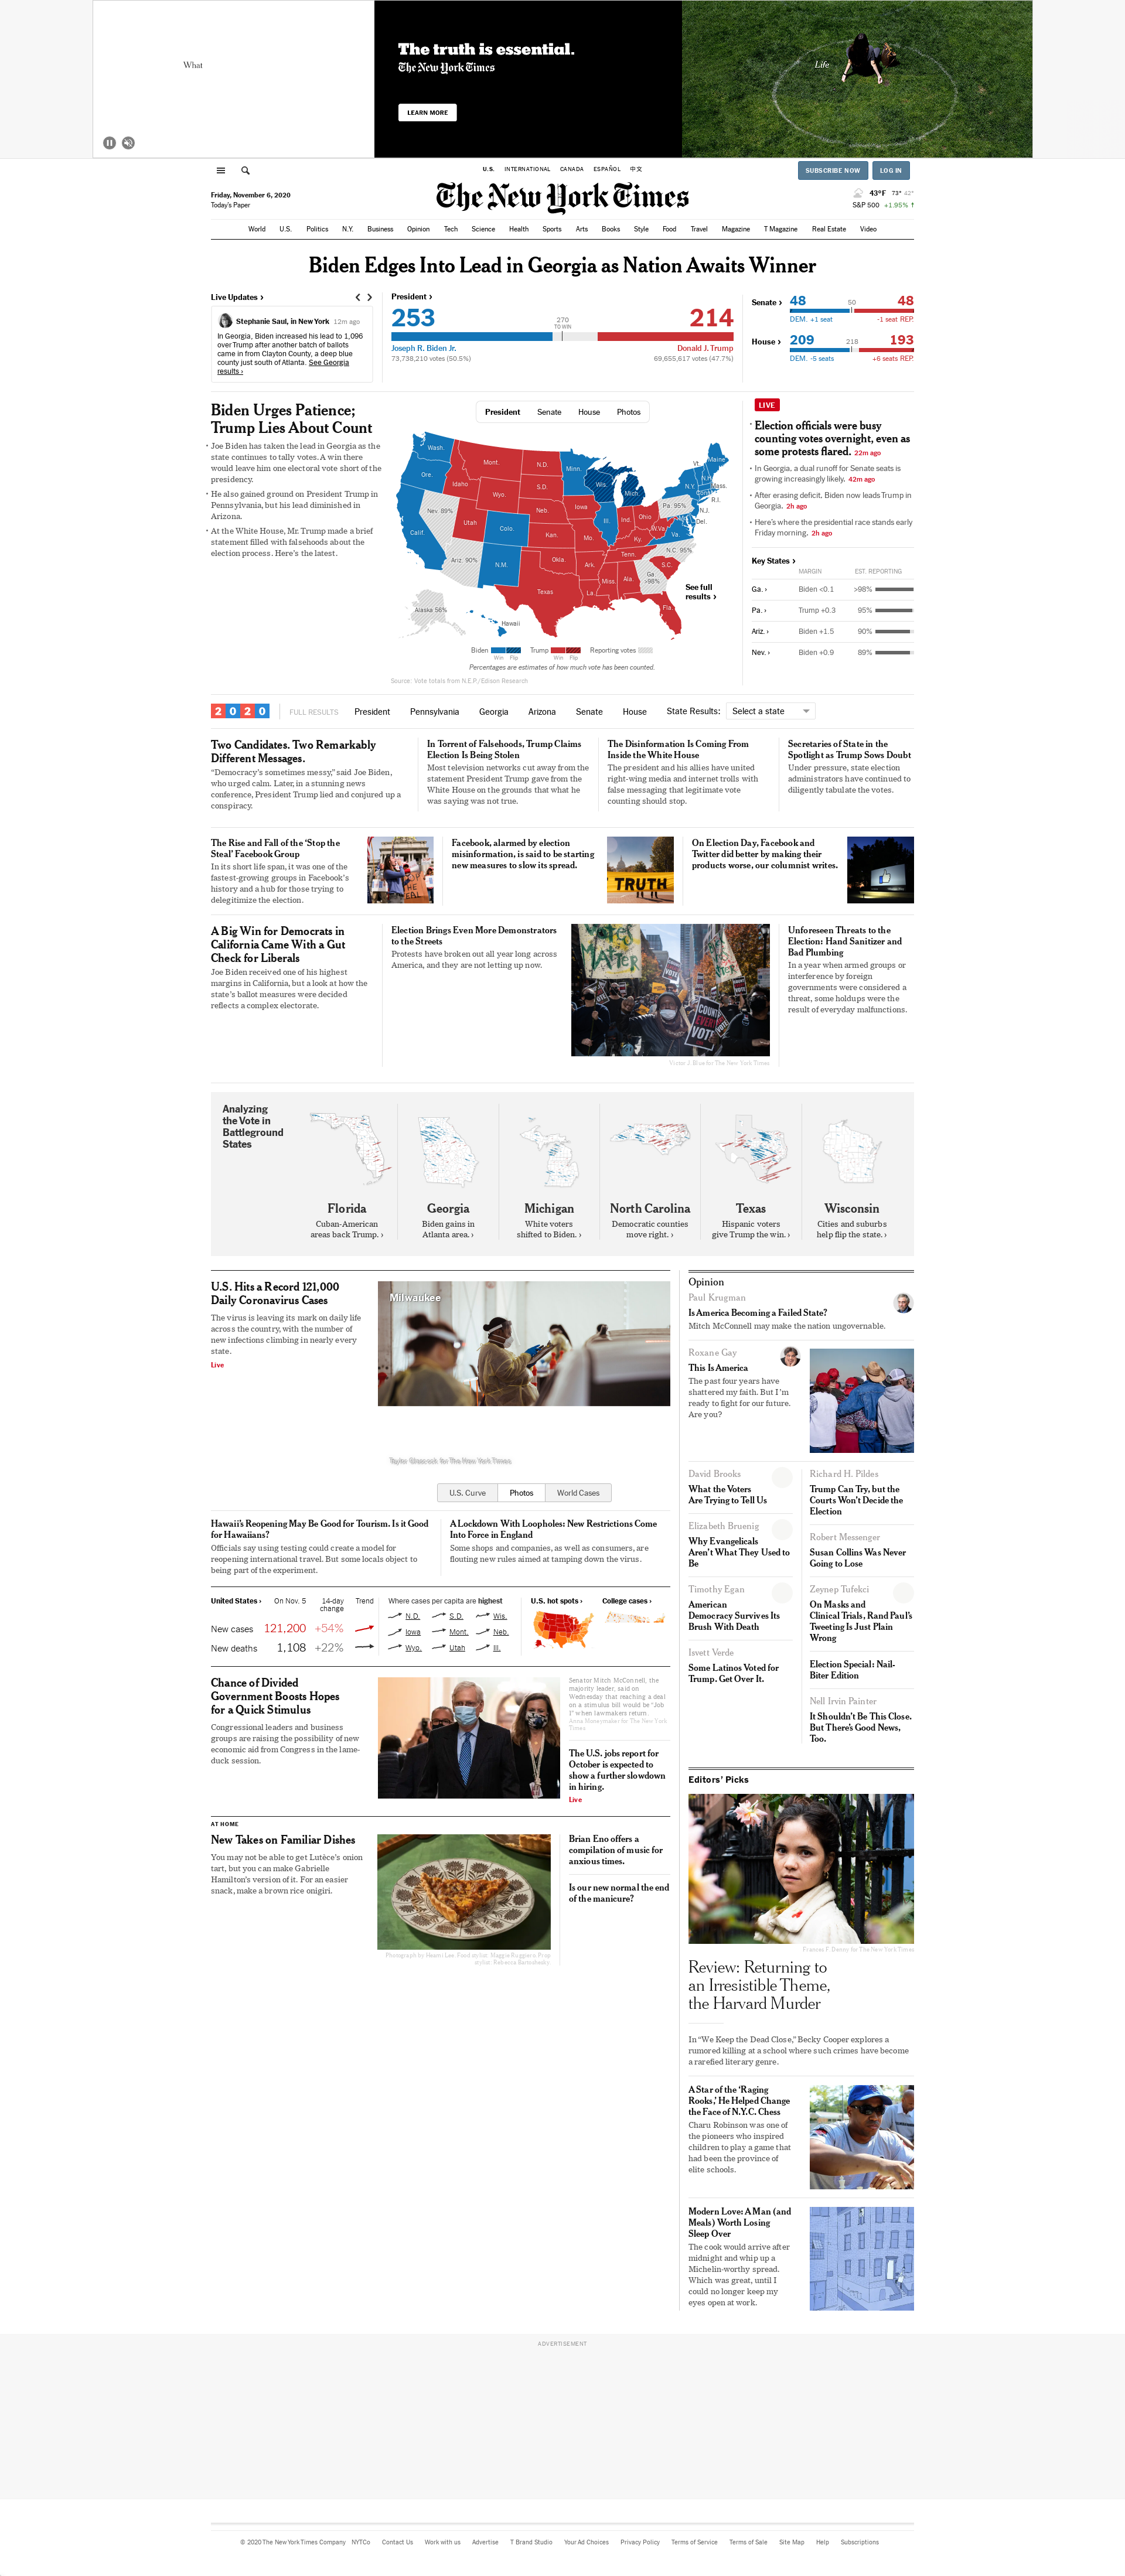 What
The truth is essential.
The New York Times
LEARN MORE
Life
U.S. INTERNATIONAL CANADA ESPAÑOL 中文
SUBSCRIBE NOW LOG IN
Friday, November 6, 2020
Today's Paper
The New York Times
43°F 73° 42°
S&P 500 +1.95% ↑
World U.S. Politics N.Y. Business Opinion Tech Science Health Sports Arts Books Style Food Travel Magazine T Magazine Real Estate Video
Biden Edges Into Lead in Georgia as Nation Awaits Winner
Live Updates ›
Stephanie Saul, in New York 12m ago
In Georgia, Biden increased his lead to 1,096
over Trump after another batch of ballots
came in from Clayton County, a deep blue
county just south of Atlanta. See Georgia
results ›
President ›
253
270
TO WIN
214
Joseph R. Biden Jr.
Donald J. Trump
73,738,210 votes (50.5%)
69,655,617 votes (47.7%)
Senate › 48 50 48
DEM. +1 seat -1 seat REP.
House › 209 218 193
DEM. -5 seats +6 seats REP.
Biden Urges Patience;
Trump Lies About Count
• Joe Biden has taken the lead in Georgia as the
state continues to tally votes. A win there
would leave him one electoral vote short of the
presidency.
• He also gained ground on President Trump in
Pennsylvania, but his lead diminished in
Arizona.
• At the White House, Mr. Trump made a brief
statement filled with falsehoods about the
election process. Here's the latest.
President Senate House Photos
Wash.
Ore.
Calif.
Nev. 89%
Idaho
Mont.
Wyo.
Utah
Colo.
Ariz. 90%
N.M.
N.D.
S.D.
Neb.
Kan.
Okla.
Texas
Minn.
Iowa
Mo.
Ark.
La.
Wis.
Ill.
Mich.
Ind.
Ohio
Ky.
Tenn.
Miss.
Ala.
Ga.
>98%
Fla.
S.C.
N.C. 95%
Va.
W.Va.
Pa. 95%
N.Y.
Vt.
N.H.
Maine
Mass.
Conn.
R.I.
N.J.
Del.
Alaska 56%
Hawaii
See full
results ›
Biden Win Flip Trump Win Flip Reporting votes
Percentages are estimates of how much vote has been counted.
Source: Vote totals from N.E.P./Edison Research
LIVE
• Election officials were busy
counting votes overnight, even as
some protests flared. 22m ago
• In Georgia, a dual runoff for Senate seats is
growing increasingly likely. 42m ago
• After erasing deficit, Biden now leads Trump in
Georgia. 2h ago
• Here's where the presidential race stands early
Friday morning. 2h ago
Key States ›
MARGIN EST. REPORTING
Ga. › Biden <0.1 >98%
Pa. › Trump +0.3 95%
Ariz. › Biden +1.5 90%
Nev. › Biden +0.9 89%
2020 FULL RESULTS President Pennsylvania Georgia Arizona Senate House State Results: Select a state
Two Candidates. Two Remarkably
Different Messages.
"Democracy's sometimes messy," said Joe Biden,
who urged calm. Later, in a stunning news
conference, President Trump lied and conjured up a
conspiracy.
In Torrent of Falsehoods, Trump Claims
Election Is Being Stolen
Most television networks cut away from the
statement President Trump gave from the
White House on the grounds that what he
was saying was not true.
The Disinformation Is Coming From
Inside the White House
The president and his allies have united
right-wing media and internet trolls with
false messaging that legitimate vote
counting should stop.
Secretaries of State in the
Spotlight as Trump Sows Doubt
Under pressure, state election
administrators have continued to
diligently tabulate the votes.
The Rise and Fall of the 'Stop the
Steal' Facebook Group
In its short life span, it was one of the
fastest-growing groups in Facebook's
history and a hub for those trying to
delegitimize the election.
Facebook, alarmed by election
misinformation, is said to be starting
new measures to slow its spread.
TRUTH
On Election Day, Facebook and
Twitter did better by making their
products worse, our columnist writes.
A Big Win for Democrats in
California Came With a Gut
Check for Liberals
Joe Biden received one of his highest
margins in California, but a look at how the
state's ballot measures were decided
reflects a complex electorate.
Election Brings Even More Demonstrators
to the Streets
Protests have broken out all year long across
America, and they are not letting up now.
Victor J. Blue for The New York Times
Unforeseen Threats to the
Election: Hand Sanitizer and
Bad Plumbing
In a year when armed groups or
interference by foreign
governments were considered a
threat, some holdups were the
result of everyday malfunctions.
Analyzing
the Vote in
Battleground
States
Florida
Cuban-American
areas back Trump. ›
Georgia
Biden gains in
Atlanta area. ›
Michigan
White voters
shifted to Biden. ›
North Carolina
Democratic counties
move right. ›
Texas
Hispanic voters
give Trump the win. ›
Wisconsin
Cities and suburbs
help flip the state. ›
U.S. Hits a Record 121,000
Daily Coronavirus Cases
The virus is leaving its mark on daily life
across the country, with the number of
new infections climbing in nearly every
state.
Live
Milwaukee
Taylor Glascock for The New York Times
U.S. Curve Photos World Cases
Hawaii's Reopening May Be Good for Tourism. Is it Good
for Hawaiians?
Officials say using testing could create a model for
reopening international travel. But some locals object to
being part of the experiment.
A Lockdown With Loopholes: New Restrictions Come
Into Force in England
Some shops and companies, as well as consumers, are
flouting new rules aimed at tamping down the virus.
United States › On Nov. 5 14-day
change Trend
New cases 121,200 +54%
New deaths 1,108 +22%
Where cases per capita are highest
N.D. S.D. Wis.
Iowa Mont. Neb.
Wyo. Utah Ill.
U.S. hot spots ›
College cases ›
Chance of Divided
Government Boosts Hopes
for a Quick Stimulus
Congressional leaders and business
groups are raising the possibility of new
economic aid from Congress in the lame-
duck session.
Senator Mitch McConnell, the
majority leader, said on
Wednesday that reaching a deal
on a stimulus bill would be "Job
1" when lawmakers return.
Anna Moneymaker for The New York
Times
The U.S. jobs report for
October is expected to
show a further slowdown
in hiring.
Live
AT HOME
New Takes on Familiar Dishes
You may not be able to get Lutèce's onion
tart, but you can make Gabrielle
Hamilton's version of it. For an easier
snack, make a brown rice onigiri.
Photograph by Heami Lee. Food stylist: Maggie Ruggiero. Prop
stylist: Rebecca Bartoshesky.
Brian Eno offers a
compilation of music for
anxious times.
Is our new normal the end
of the manicure?
Opinion
Paul Krugman
Is America Becoming a Failed State?
Mitch McConnell may make the nation ungovernable.
Roxane Gay
This Is America
The past four years have
shattered my faith. But I'm
ready to fight for our future.
Are you?
David Brooks
What the Voters
Are Trying to Tell Us
Elizabeth Bruenig
Why Evangelicals
Aren't What They Used to
Be
Timothy Egan
American
Democracy Survives Its
Brush With Death
Isvett Verde
Some Latinos Voted for
Trump. Get Over It.
Richard H. Pildes
Trump Can Try, but the
Courts Won't Decide the
Election
Robert Messenger
Susan Collins Was Never
Going to Lose
Zeynep Tufekci
On Masks and
Clinical Trials, Rand Paul's
Tweeting Is Just Plain
Wrong
Election Special: Nail-
Biter Edition
Nell Irvin Painter
It Shouldn't Be This Close.
But There's Good News,
Too.
Editors' Picks
Frances F. Denny for The New York Times
Review: Returning to
an Irresistible Theme,
the Harvard Murder
In "We Keep the Dead Close," Becky Cooper explores a
rumored killing at a school where such crimes have become
a rarefied literary genre.
A Star of the 'Raging
Rooks,' He Helped Change
the Face of N.Y.C. Chess
Charu Robinson was one of
the pioneers who inspired
children to play a game that
had been the province of
elite schools.
Modern Love: A Man (and
Meals) Worth Losing
Sleep Over
The cook would arrive after
midnight and whip up a
Michelin-worthy spread.
Which was great, until I
could no longer keep my
eyes open at work.
ADVERTISEMENT
© 2020 The New York Times Company NYTCo Contact Us Work with us Advertise T Brand Studio Your Ad Choices Privacy Policy Terms of Service Terms of Sale Site Map Help Subscriptions